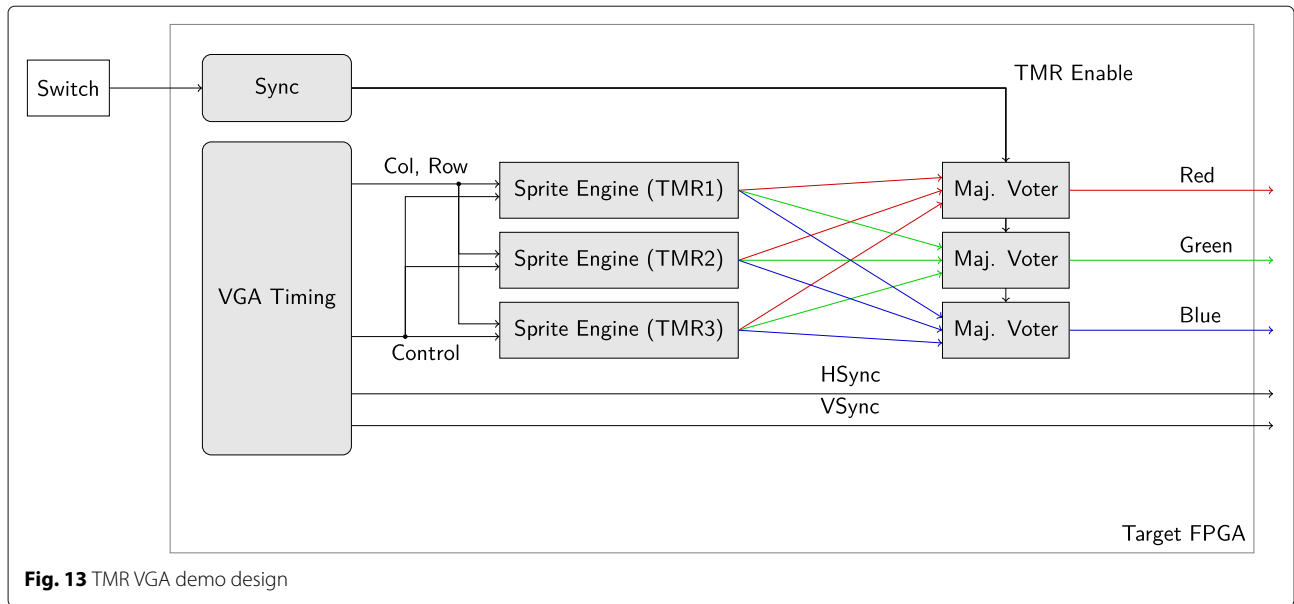 TMR Enable
Switch
Sync
Col, Row
Red
Sprite Engine (TMR1)
Maj. Voter
Green
Sprite Engine (TMR2)
Maj. Voter
VGA Timing
Blue
Sprite Engine (TMR3)
Maj. Voter
Control
HSync
VSync
Target FPGA
Fig. 13 TMR VGA demo design